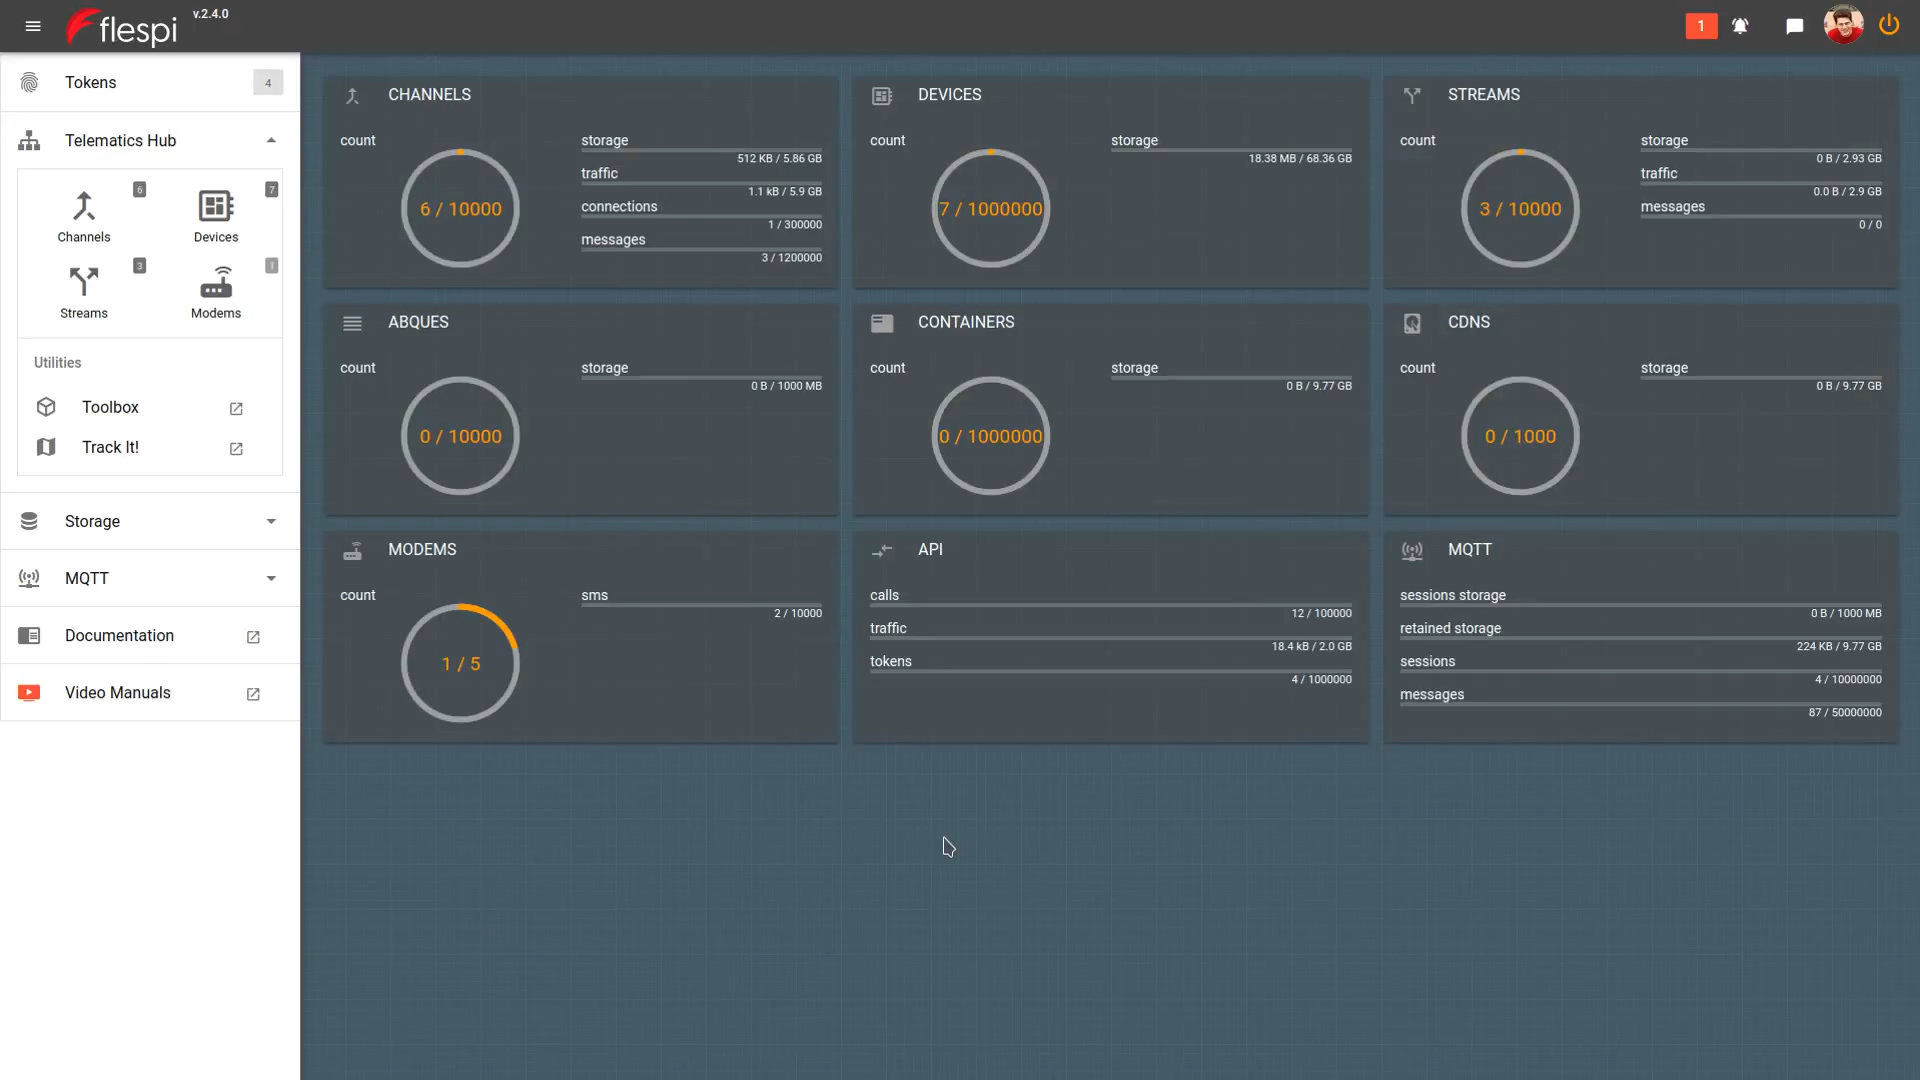 flespi
v.2.4.0
1
Tokens
4
Telematics Hub
6
7
Channels
Devices
3
1
Streams
Modems
Utilities
Toolbox
Track It!
Storage
MQTT
Documentation
Video Manuals
CHANNELS
count
6 / 10000
storage
512 KB / 5.86 GB
traffic
1.1 kB / 5.9 GB
connections
1 / 300000
messages
3 / 1200000
DEVICES
count
7 / 1000000
storage
18.38 MB / 68.36 GB
STREAMS
count
3 / 10000
storage
0 B / 2.93 GB
traffic
0.0 B / 2.9 GB
messages
0 / 0
ABQUES
count
0 / 10000
storage
0 B / 1000 MB
CONTAINERS
count
0 / 1000000
storage
0 B / 9.77 GB
CDNS
count
0 / 1000
storage
0 B / 9.77 GB
MODEMS
count
1 / 5
sms
2 / 10000
API
calls
12 / 100000
traffic
18.4 kB / 2.0 GB
tokens
4 / 1000000
MQTT
sessions storage
0 B / 1000 MB
retained storage
224 KB / 9.77 GB
sessions
4 / 10000000
messages
87 / 50000000